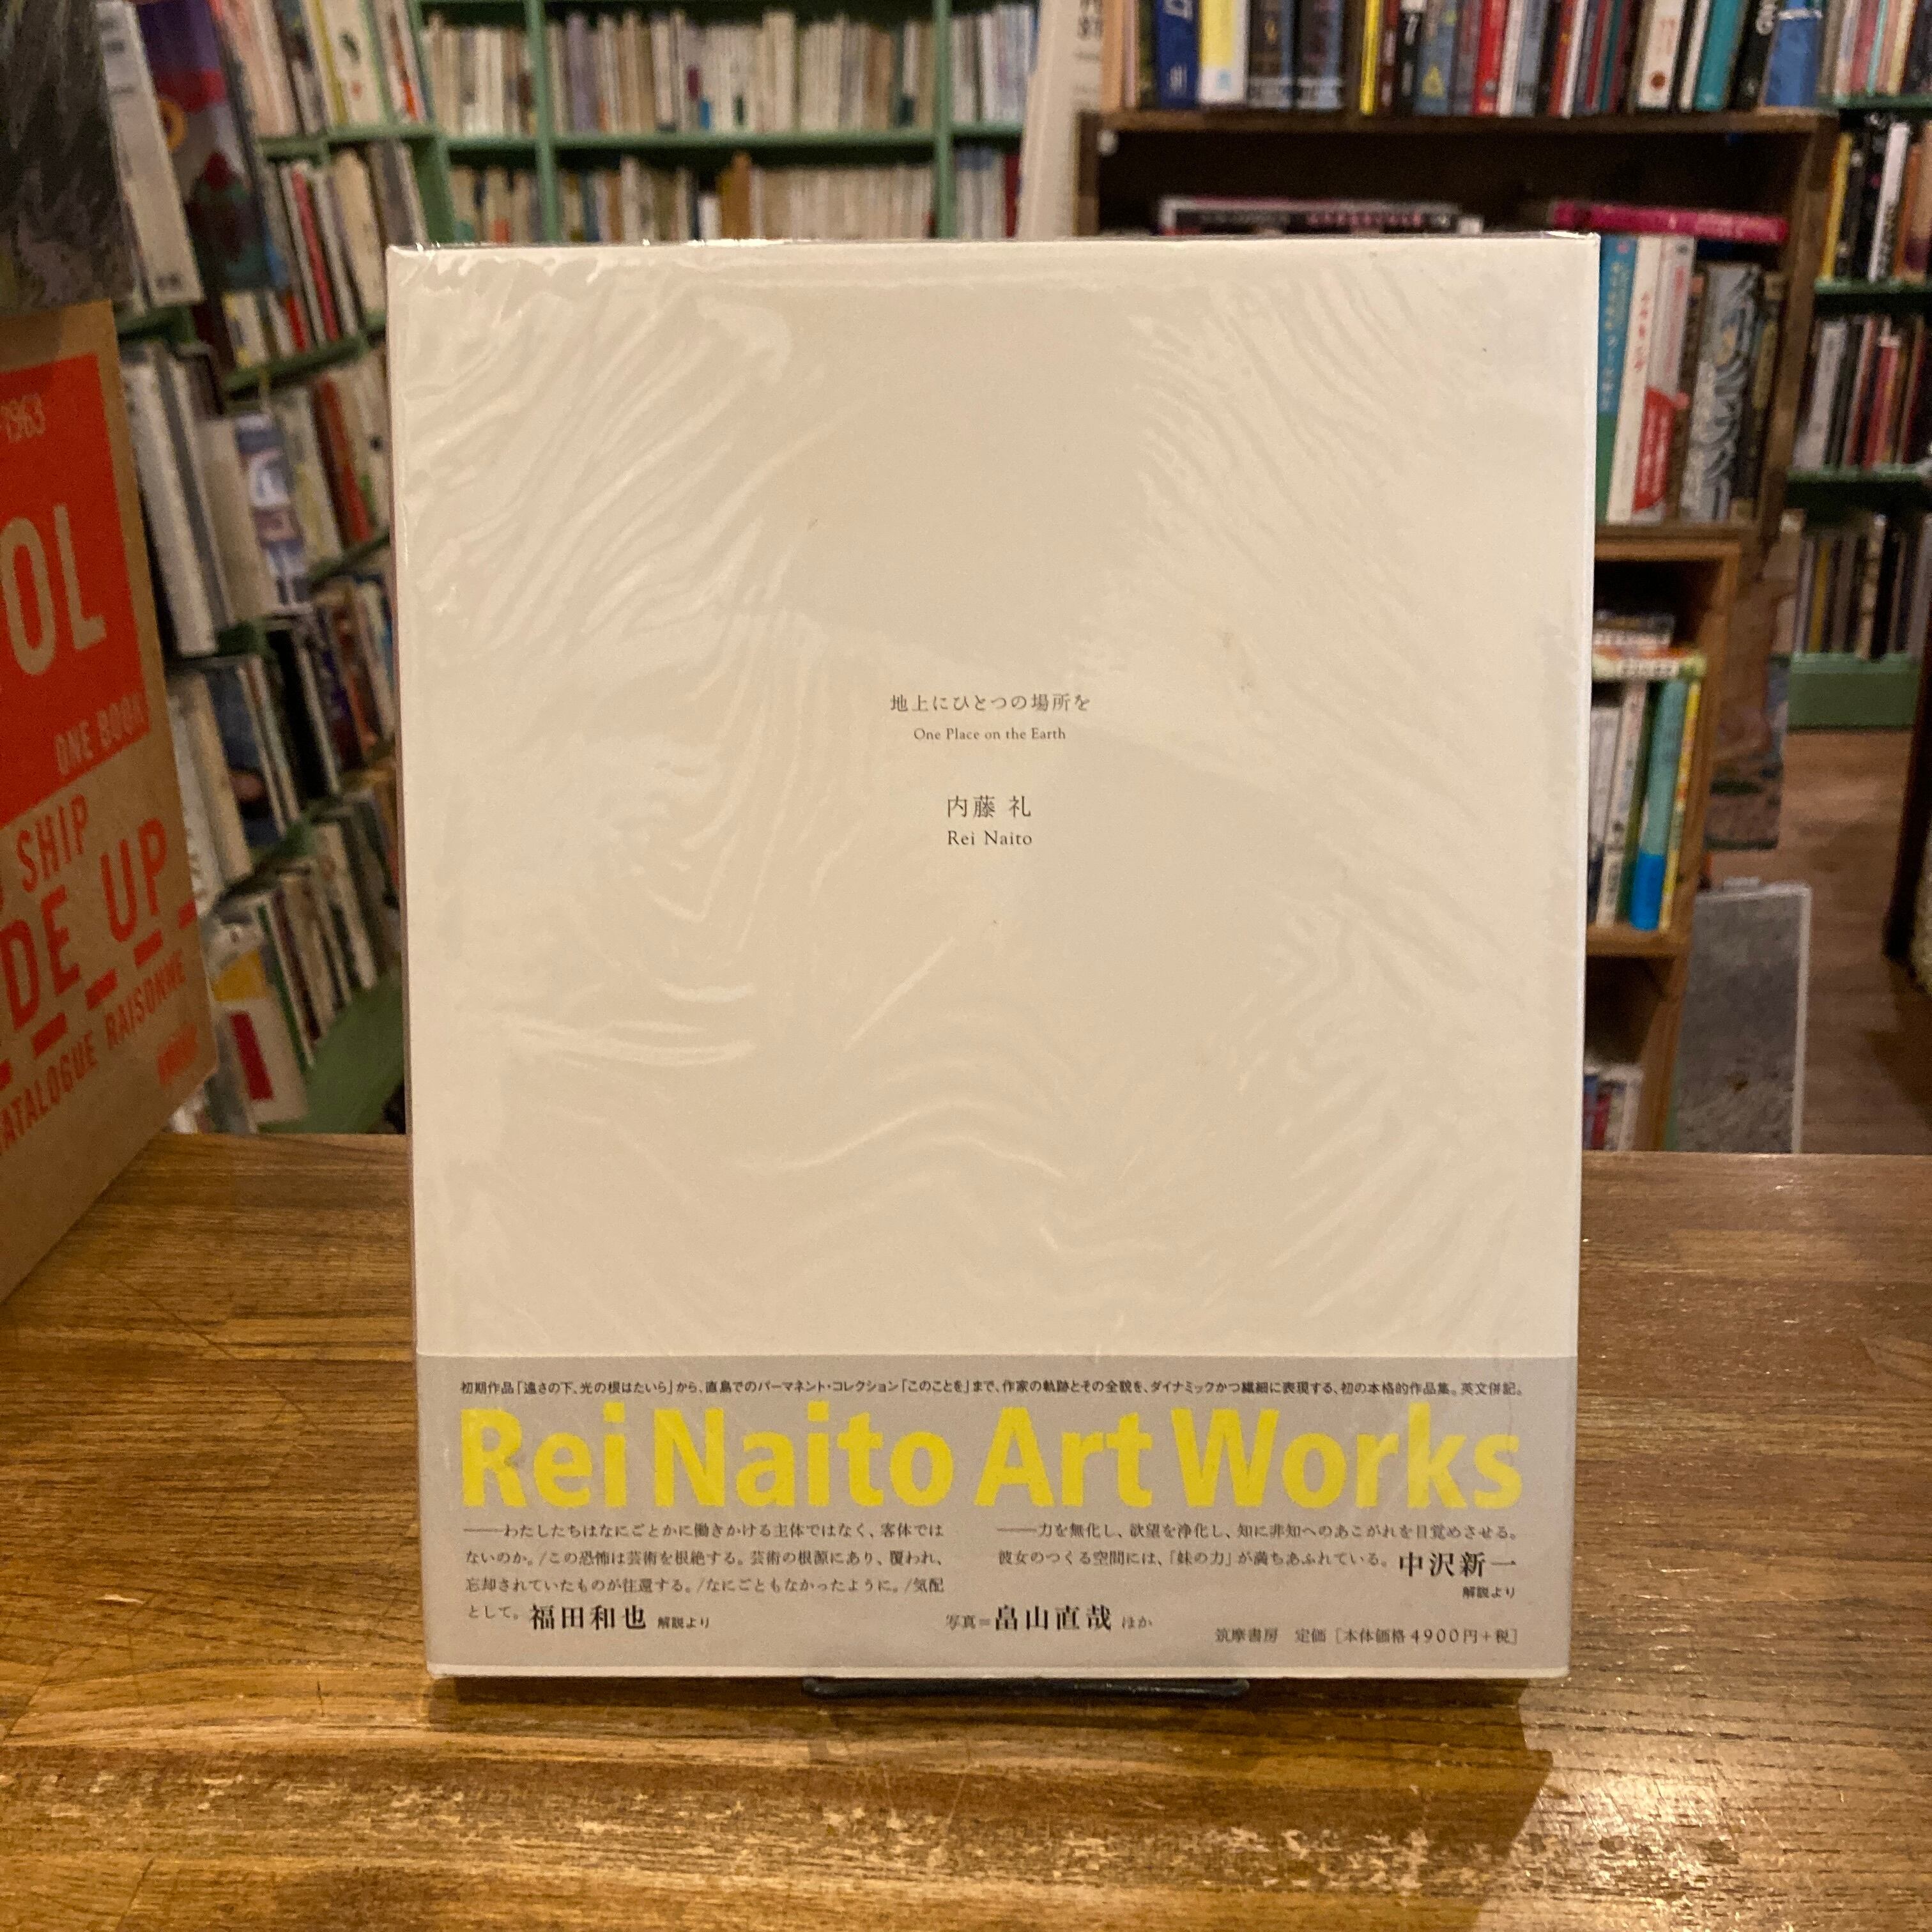 地上にひとつの場所を
One Place on the Earth
内藤 礼
Rei Naito
初期作品「遠さの下、光の根はたいら」から、直島でのパーマネント・コレクション「このことを」まで、作家の軌跡とその全貌を、ダイナミックかつ繊細に表現する、初の本格的作品集。英文併記。
Rei Naito Art Works
──わたしたちはなにごとかに働きかける主体ではなく、客体では
ないのか。/この恐怖は芸術を根絶する。芸術の根源にあり、覆われ、
忘却されていたものが往還する。/なにごともなかったように。/気配
として。福田和也 解説より
──力を無化し、欲望を浄化し、知に非知へのあこがれを目覚めさせる。
彼女のつくる空間には、「妹の力」が満ちあふれている。中沢新一
解説より
写真=畠山直哉 ほか
筑摩書房 定価［本体価格4900円+税］
1963
OL
ONE BOOK
SHIP
DE UP
CATALOGUE RAISONNE